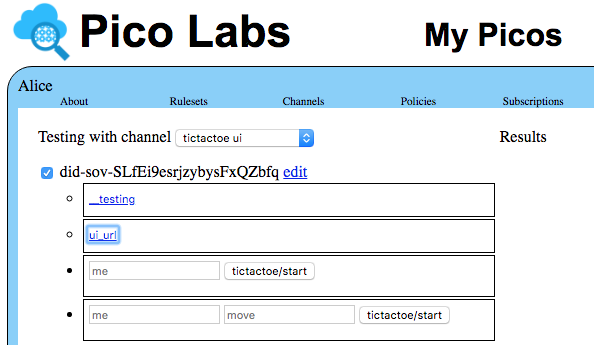 Pico Labs My Picos
Alice
About Rulesets Channels Policies Subscriptions
Testing with channel tictactoe ui Results
did-sov-SLfEi9esrjzybysFxQZbfq edit
__testing
ui_url
me tictactoe/start
me move tictactoe/start